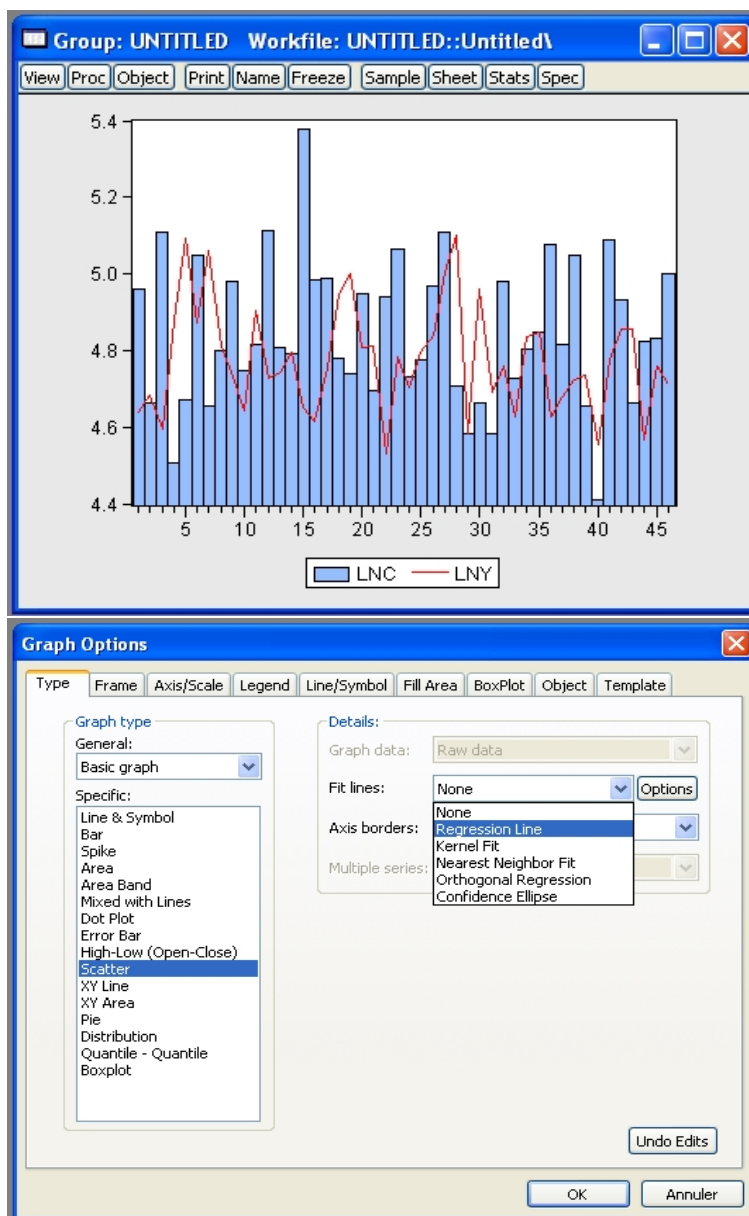 Group: UNTITLED Workfile: UNTITLED::Untitled\
View Proc Object Print Name Freeze Sample Sheet Stats Spec
5.4
5.2
5.0
4.8
4.6
4.4
5 10 15 20 25 30 35 40 45
LNC LNY
Graph Options
Type Frame Axis/Scale Legend Line/Symbol Fill Area BoxPlot Object Template
Graph type
General:
Basic graph
Specific:
Line & Symbol
Bar
Spike
Area
Area Band
Mixed with Lines
Dot Plot
Error Bar
High-Low (Open-Close)
Scatter
XY Line
XY Area
Pie
Distribution
Quantile - Quantile
Boxplot
Details:
Graph data: Raw data
Fit lines: None Options
Axis borders:
Multiple series:
None
Regression Line
Kernel Fit
Nearest Neighbor Fit
Orthogonal Regression
Confidence Ellipse
Undo Edits
OK Annuler